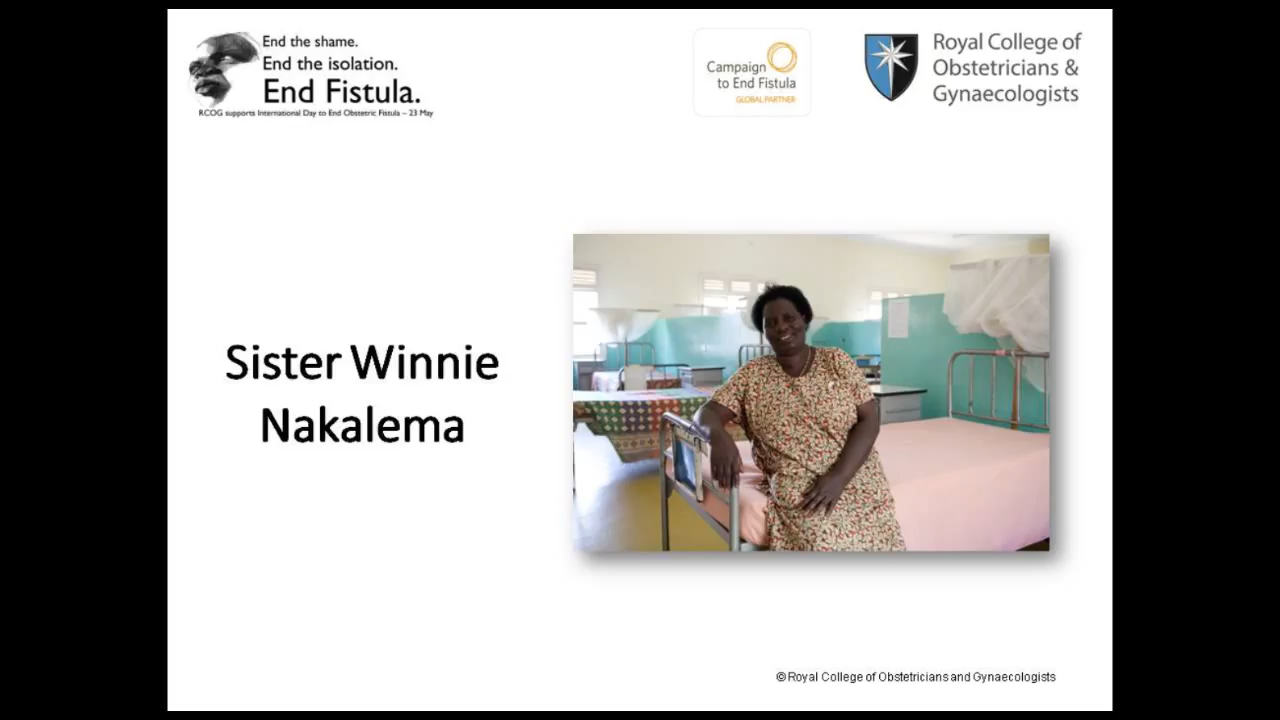 End the shame.
End the isolation.
End Fistula.
RCOG supports International Day to End Obstetric Fistula – 23 May
Campaign
to End Fistula
GLOBAL PARTNER
Royal College of
Obstetricians &
Gynaecologists
Sister Winnie
Nakalema
© Royal College of Obstetricians and Gynaecologists